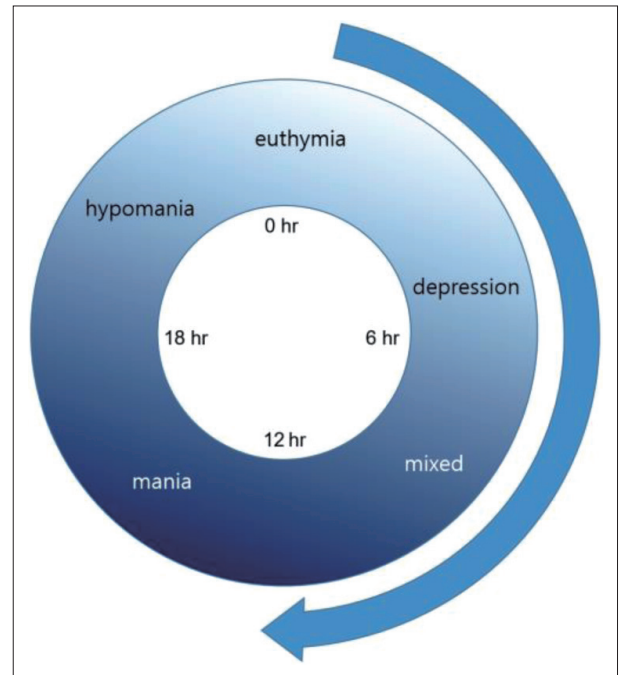 euthymia
hypomania
0 hr
depression
18 hr
6 hr
12 hr
mixed
mania